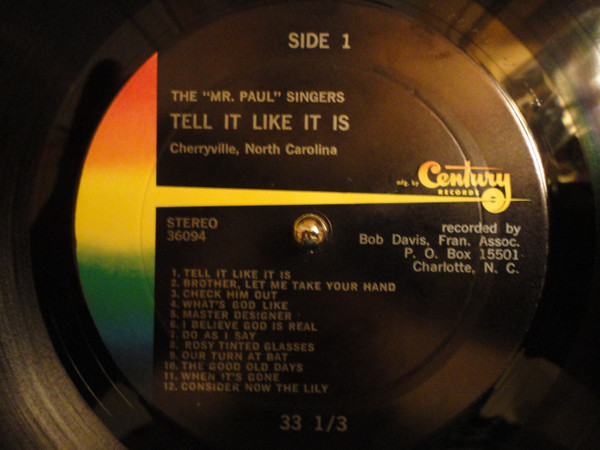 SIDE 1
THE "MR. PAUL" SINGERS
TELL IT LIKE IT IS
Cherryville, North Carolina
mfg. by Century
RECORDS
STEREO
36094
recorded by
Bob Davis, Fran. Assoc.
P. O. Box 15501
Charlotte, N. C.
1. TELL IT LIKE IT IS
2. BROTHER, LET ME TAKE YOUR HAND
3. CHECK HIM OUT
4. WHAT'S GOD LIKE
5. MASTER DESIGNER
6. I BELIEVE GOD IS REAL
7. DO AS I SAY
8. ROSY TINTED GLASSES
9. OUR TURN AT BAT
10. THE GOOD OLD DAYS
11. WHEN IT'S GONE
12. CONSIDER NOW THE LILY
33 1/3